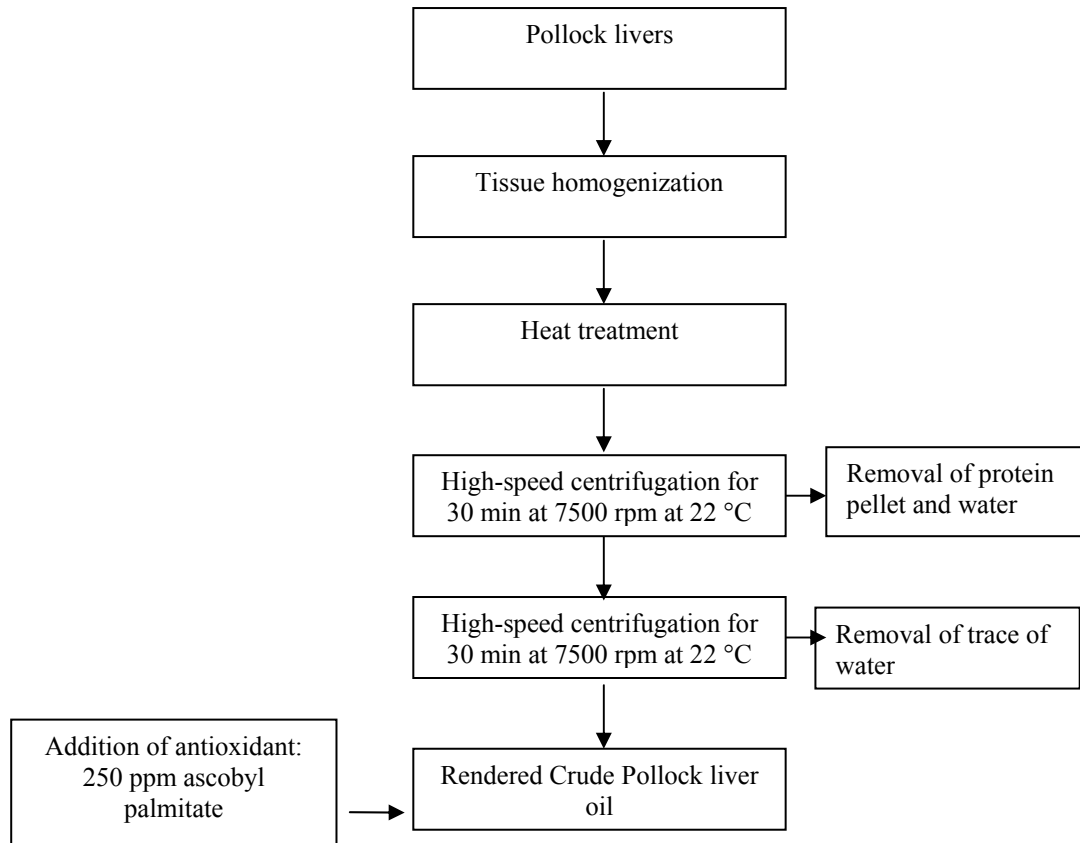 Pollock livers
Tissue homogenization
Heat treatment
High-speed centrifugation for
30 min at 7500 rpm at 22 °C
Removal of protein
pellet and water
High-speed centrifugation for
30 min at 7500 rpm at 22 °C
Removal of trace of
water
Addition of antioxidant:
250 ppm ascobyl
palmitate
Rendered Crude Pollock liver
oil